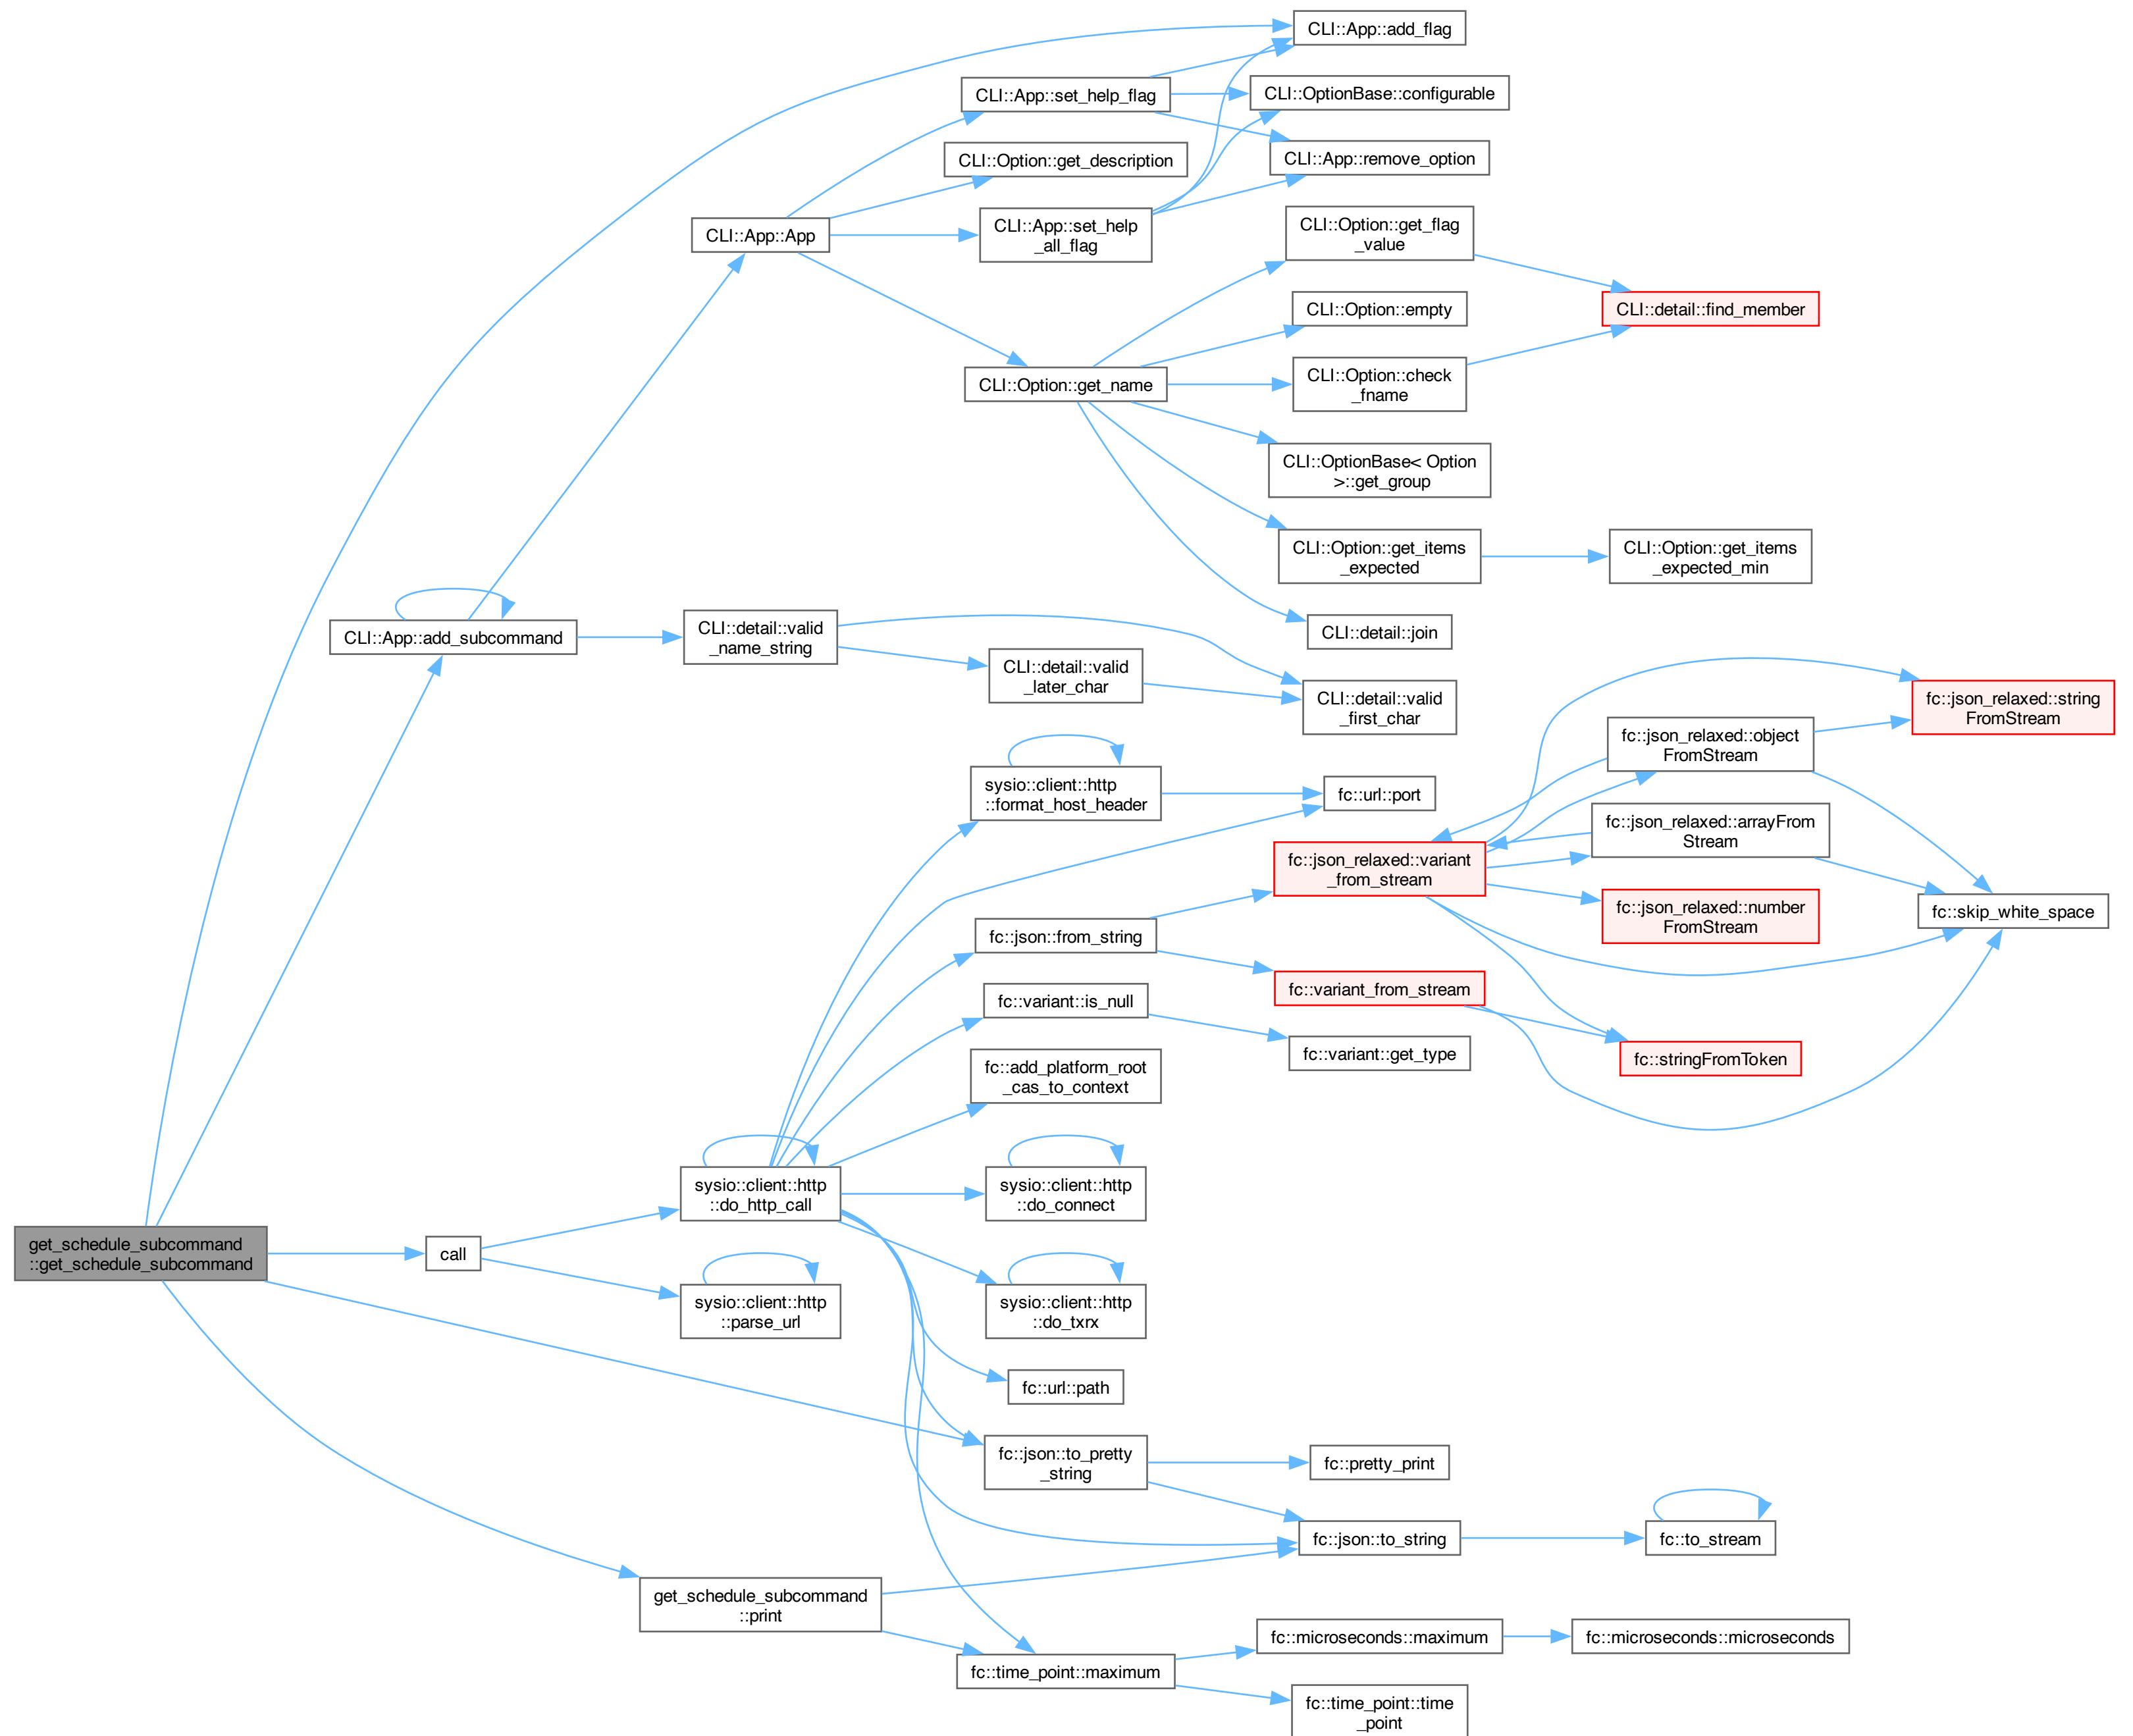 CLI::App::add_flag
CLI::App::set_help_flag
CLI::OptionBase::configurable
CLI::Option::get_description
CLI::App::remove_option
CLI::App::App
CLI::App::set_help
_all_flag
CLI::Option::get_flag
_value
CLI::Option::empty
CLI::detail::find_member
CLI::Option::get_name
CLI::Option::check
_fname
CLI::OptionBase< Option
>::get_group
CLI::Option::get_items
_expected
CLI::Option::get_items
_expected_min
CLI::App::add_subcommand
CLI::detail::valid
_name_string
CLI::detail::join
CLI::detail::valid
_later_char
CLI::detail::valid
_first_char
fc::json_relaxed::string
FromStream
fc::json_relaxed::object
FromStream
sysio::client::http
::format_host_header
fc::url::port
fc::json_relaxed::arrayFrom
Stream
fc::json_relaxed::variant
_from_stream
fc::json_relaxed::number
FromStream
fc::skip_white_space
fc::json::from_string
fc::variant::is_null
fc::variant_from_stream
fc::variant::get_type
fc::stringFromToken
fc::add_platform_root
_cas_to_context
sysio::client::http
::do_http_call
sysio::client::http
::do_connect
get_schedule_subcommand
::get_schedule_subcommand
call
sysio::client::http
::parse_url
sysio::client::http
::do_txrx
fc::url::path
fc::json::to_pretty
_string
fc::pretty_print
fc::json::to_string
fc::to_stream
get_schedule_subcommand
::print
fc::time_point::maximum
fc::microseconds::maximum
fc::microseconds::microseconds
fc::time_point::time
_point